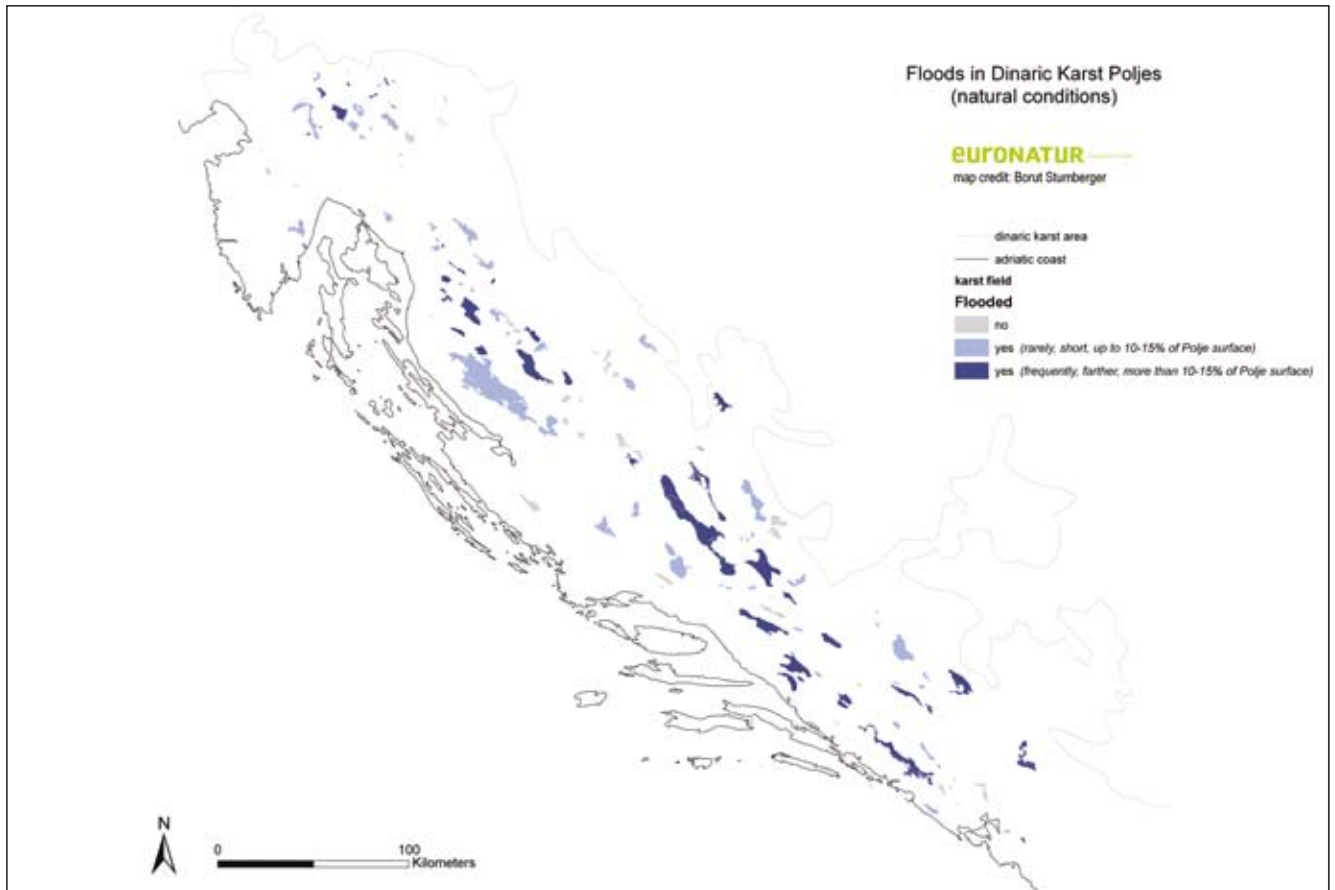 Floods in Dinaric Karst Poljes
(natural conditions)
euronatur
map credit: Borut Stumberger
dinaric karst area
adriatic coast
karst field
Flooded
no
yes (rarely, short, up to 10-15% of Polje surface)
yes (frequently, farther, more than 10-15% of Polje surface)
N
0 100
Kilometers